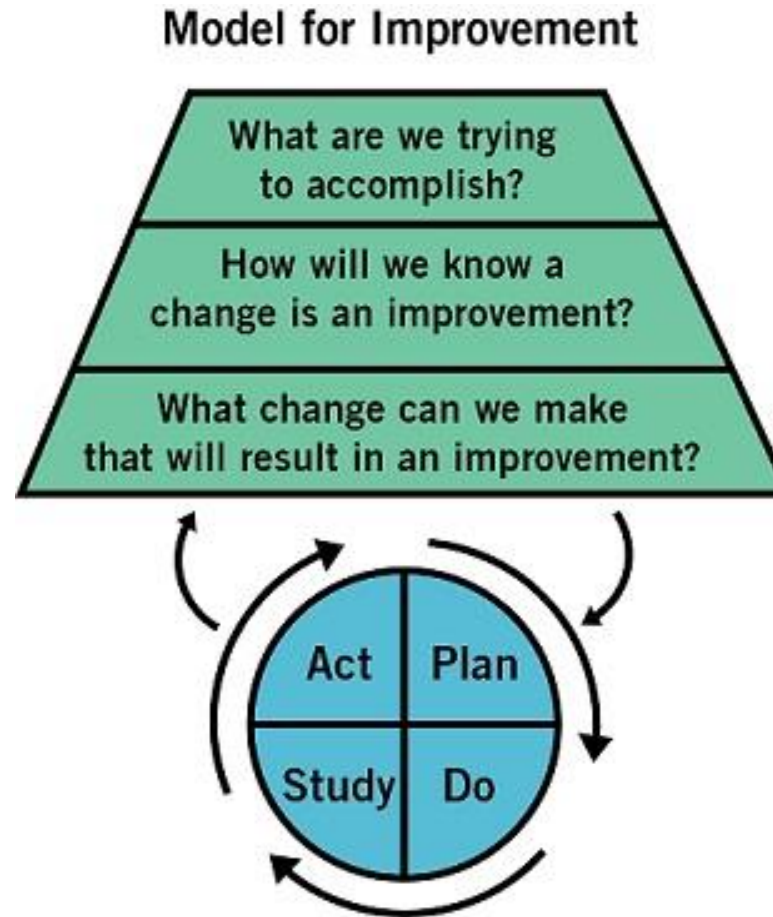 Model for Improvement
What are we trying
to accomplish?
How will we know a
change is an improvement?
What change can we make
that will result in an improvement?
Act
Plan
Study
Do